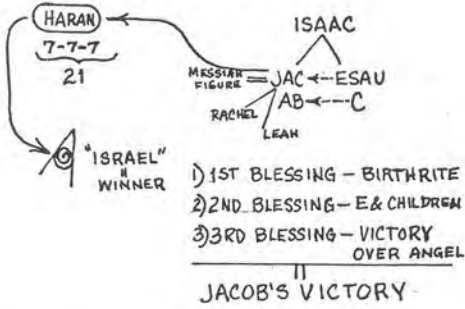 HARAN
7-7-7
21
"ISRAEL"
=
WINNER
ISAAC
MESSIAH
FIGURE
JAC
ESAU
AB
C
RACHEL
LEAH
1) 1ST BLESSING - BIRTHRITE
2) 2ND BLESSING - E & CHILDREN
3) 3RD BLESSING - VICTORY
OVER ANGEL
=
JACOB'S VICTORY